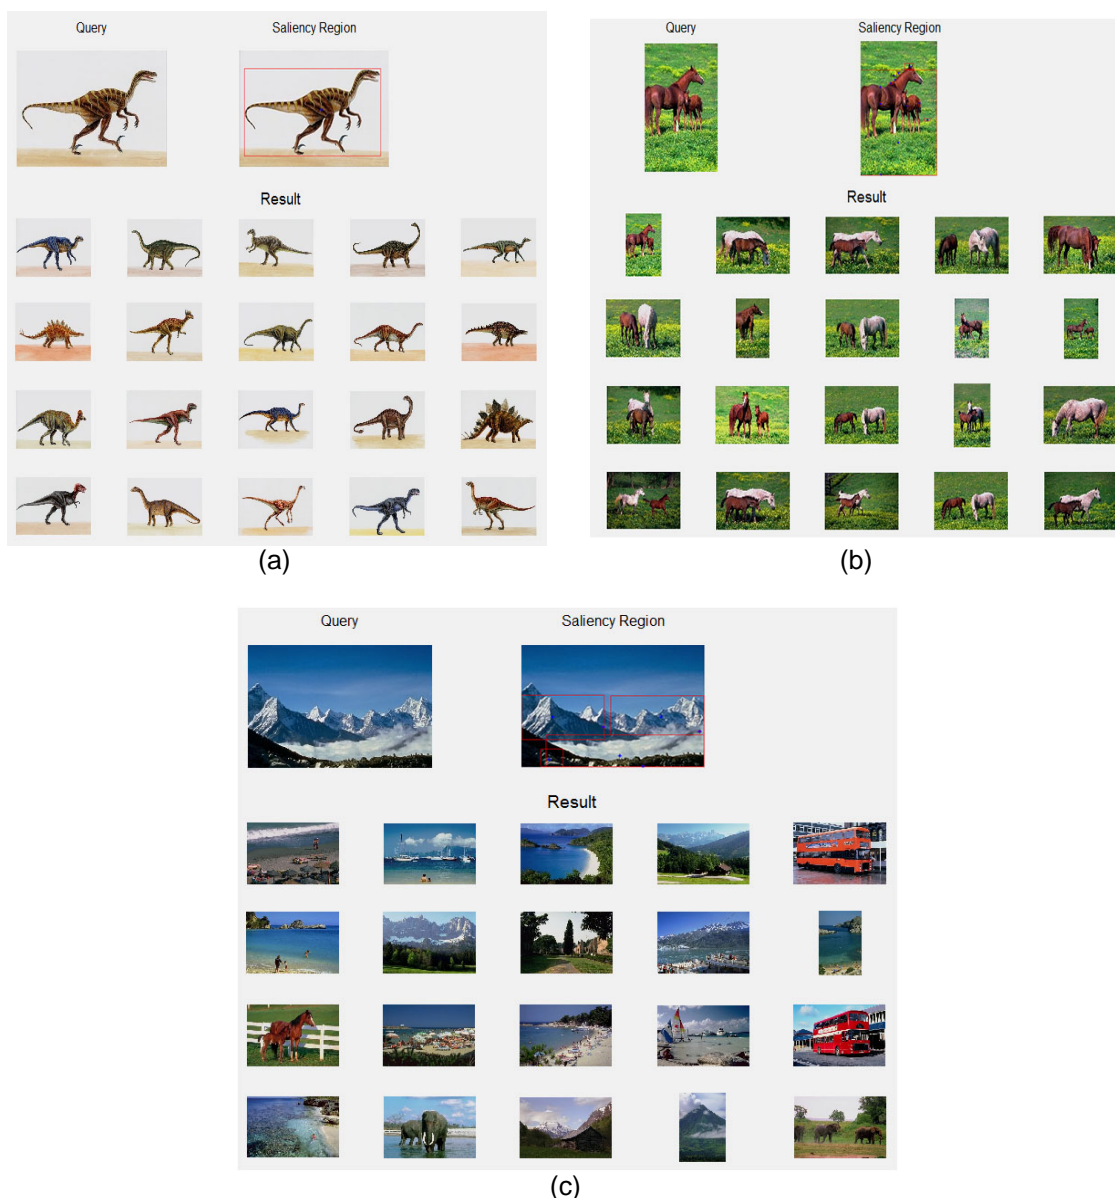 Query Saliency Region
Result
(a)
Query Saliency Region
Result
(b)
Query Saliency Region
Result
(c)